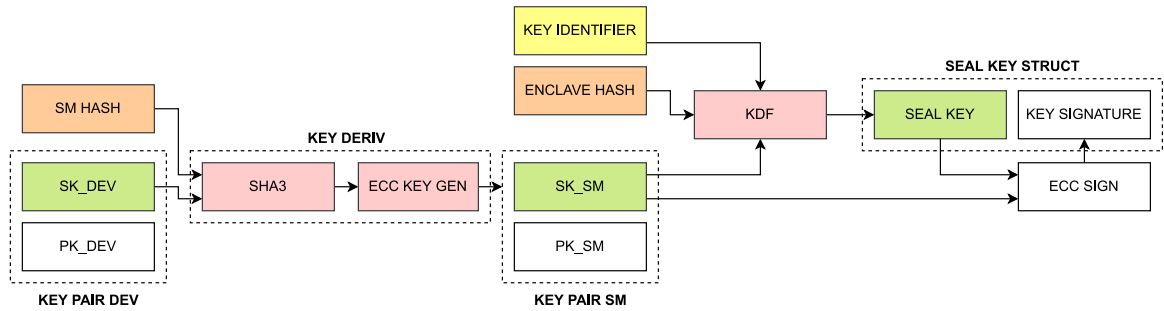 KEY IDENTIFIER
SEAL KEY STRUCT
SM HASH
ENCLAVE HASH
KDF
SEAL KEY
KEY SIGNATURE
KEY DERIV
SK_DEV
SHA3
ECC KEY GEN
SK_SM
ECC SIGN
PK_DEV
PK_SM
KEY PAIR DEV
KEY PAIR SM